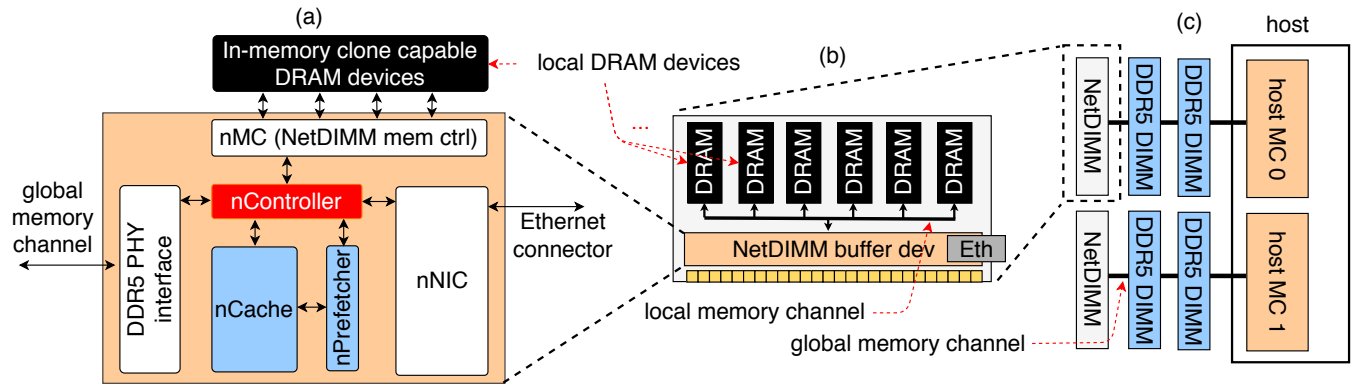 (a)
In-memory clone capable
DRAM devices
nMC (NetDIMM mem ctrl)
global
memory
channel
DDR5 PHY
interface
nController
nCache
nPrefetcher
nNIC
Ethernet
connector
local DRAM devices
...
(b)
DRAM
DRAM
DRAM
DRAM
DRAM
DRAM
NetDIMM buffer dev
Eth
local memory channel
global memory channel
(c)
host
NetDIMM
DDR5 DIMM
DDR5 DIMM
host MC 0
NetDIMM
DDR5 DIMM
DDR5 DIMM
host MC 1